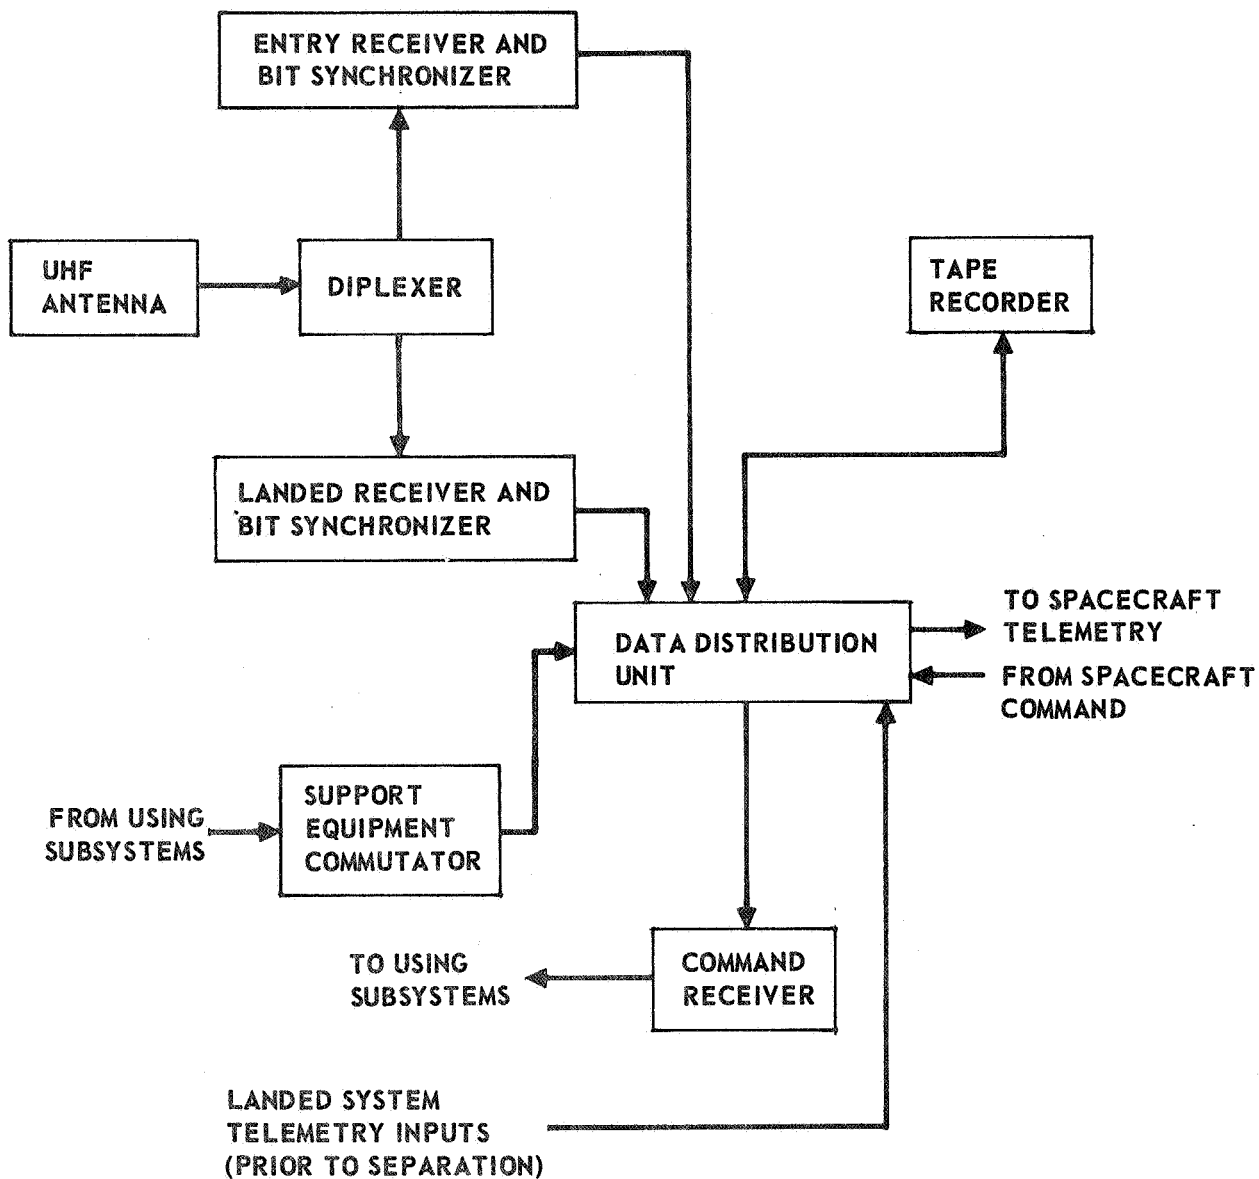 ENTRY RECEIVER AND
BIT SYNCHRONIZER
UHF
ANTENNA
DIPLEXER
TAPE
RECORDER
LANDED RECEIVER AND
BIT SYNCHRONIZER
DATA DISTRIBUTION
UNIT
TO SPACECRAFT
TELEMETRY
FROM SPACECRAFT
COMMAND
FROM USING
SUBSYSTEMS
SUPPORT
EQUIPMENT
COMMUTATOR
TO USING
SUBSYSTEMS
COMMAND
RECEIVER
LANDED SYSTEM
TELEMETRY INPUTS
(PRIOR TO SEPARATION)